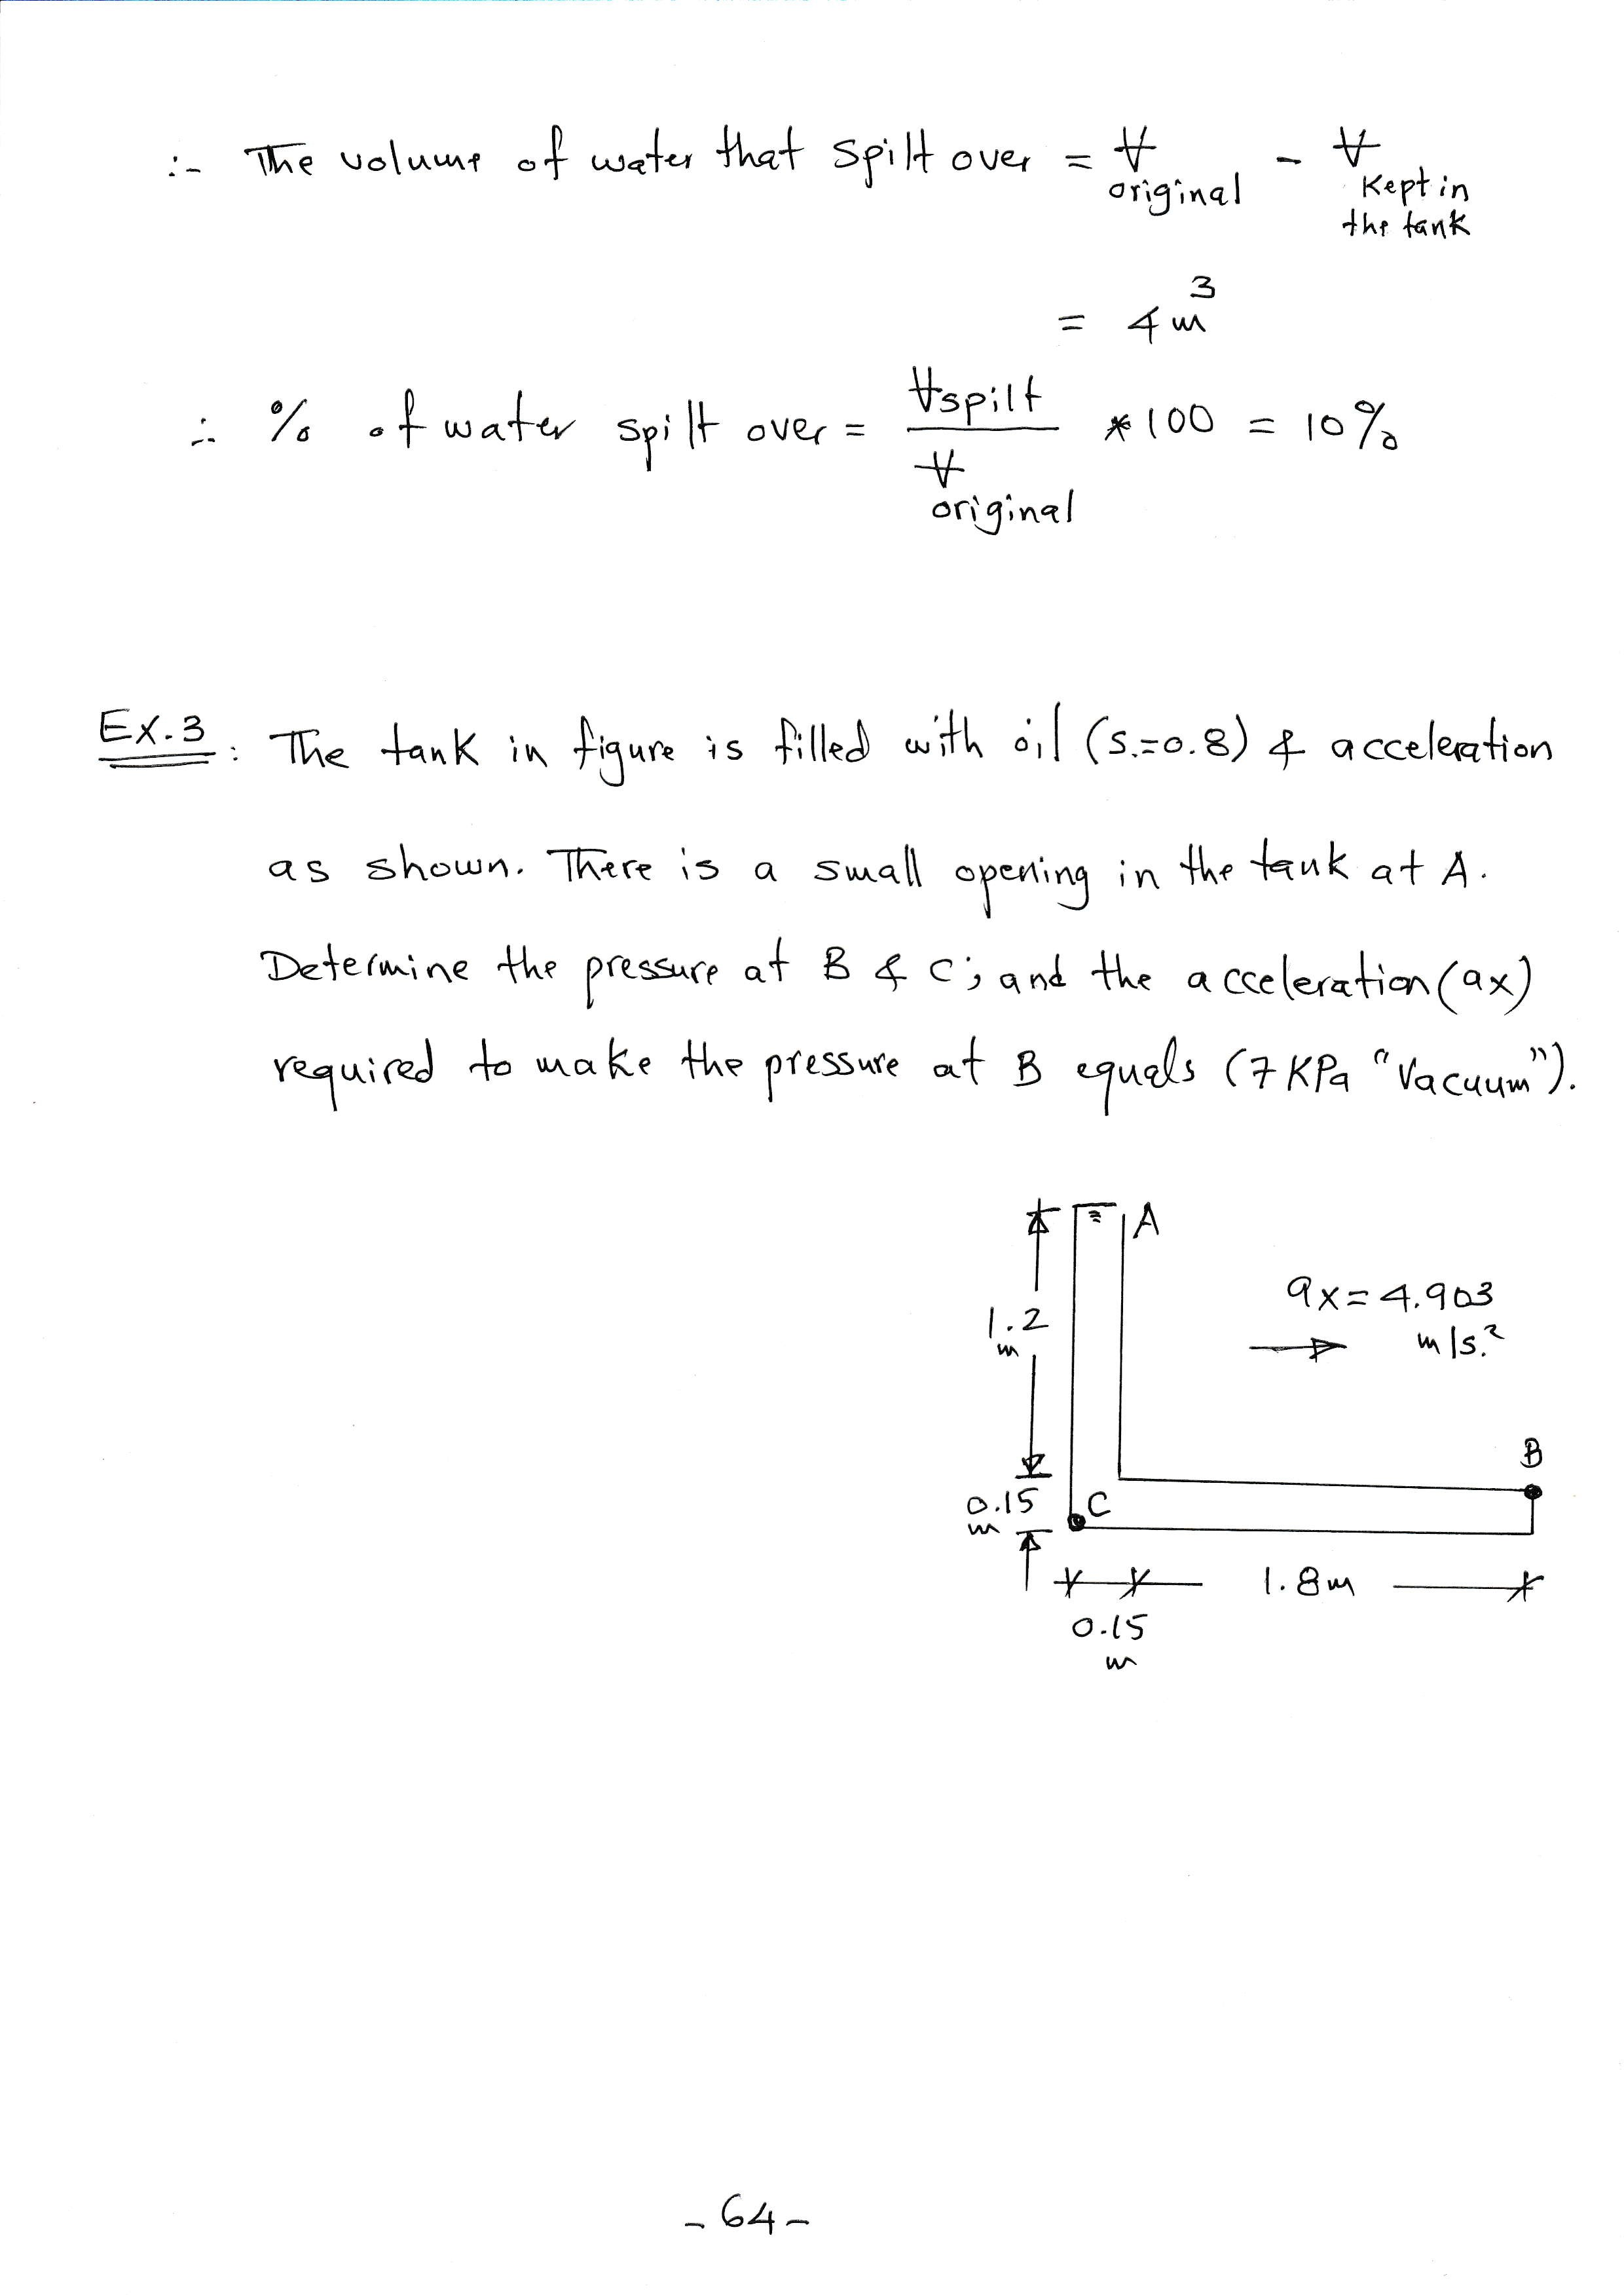 :- The volume of water that spilt over = V original - V kept in the tank
= 4 m³
∴ % of water spilt over = Vspilt / V original * 100 = 10%
Ex.3: The tank in figure is filled with oil (s.=0.8) & acceleration
as shown. There is a small opening in the tank at A.
Determine the pressure at B & C; and the acceleration (ax)
required to make the pressure at B equals (7 KPa "Vacuum").
A
ax = 4.903
m/s.²
1.2
m
B
0.15
m
C
1.8m
0.15
m
- 64 -